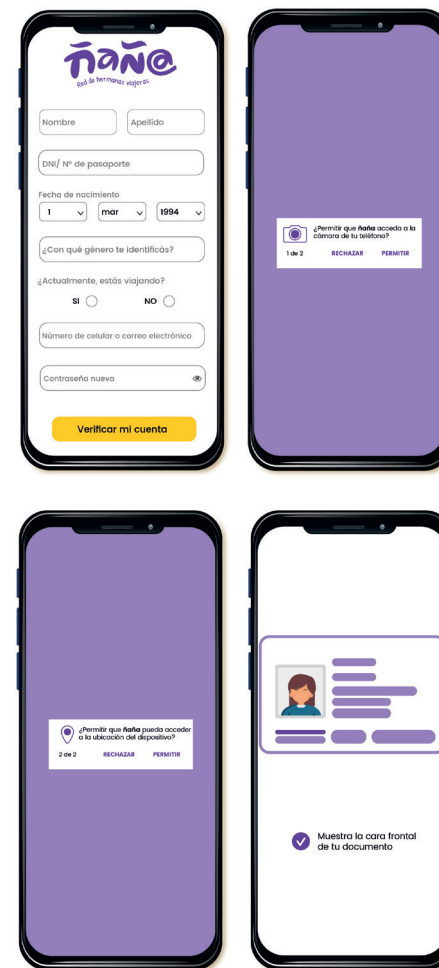 ñañ@
Red de hermanas viajeras
Nombre
Apellido
DNI/ Nº de pasaporte
Fecha de nacimiento
1 mar 1994
¿Con qué género te identificás?
¿Actualmente, estás viajando?
SI NO
Número de celular o correo electrónico
Contraseña nueva
Verificar mi cuenta
¿Permitir que ñaña acceda a la
cámara de tu teléfono?
1 de 2 RECHAZAR PERMITIR
¿Permitir que ñaña pueda acceder
a la ubicación del dispositivo?
2 de 2 RECHAZAR PERMITIR
Muestra la cara frontal
de tu documento